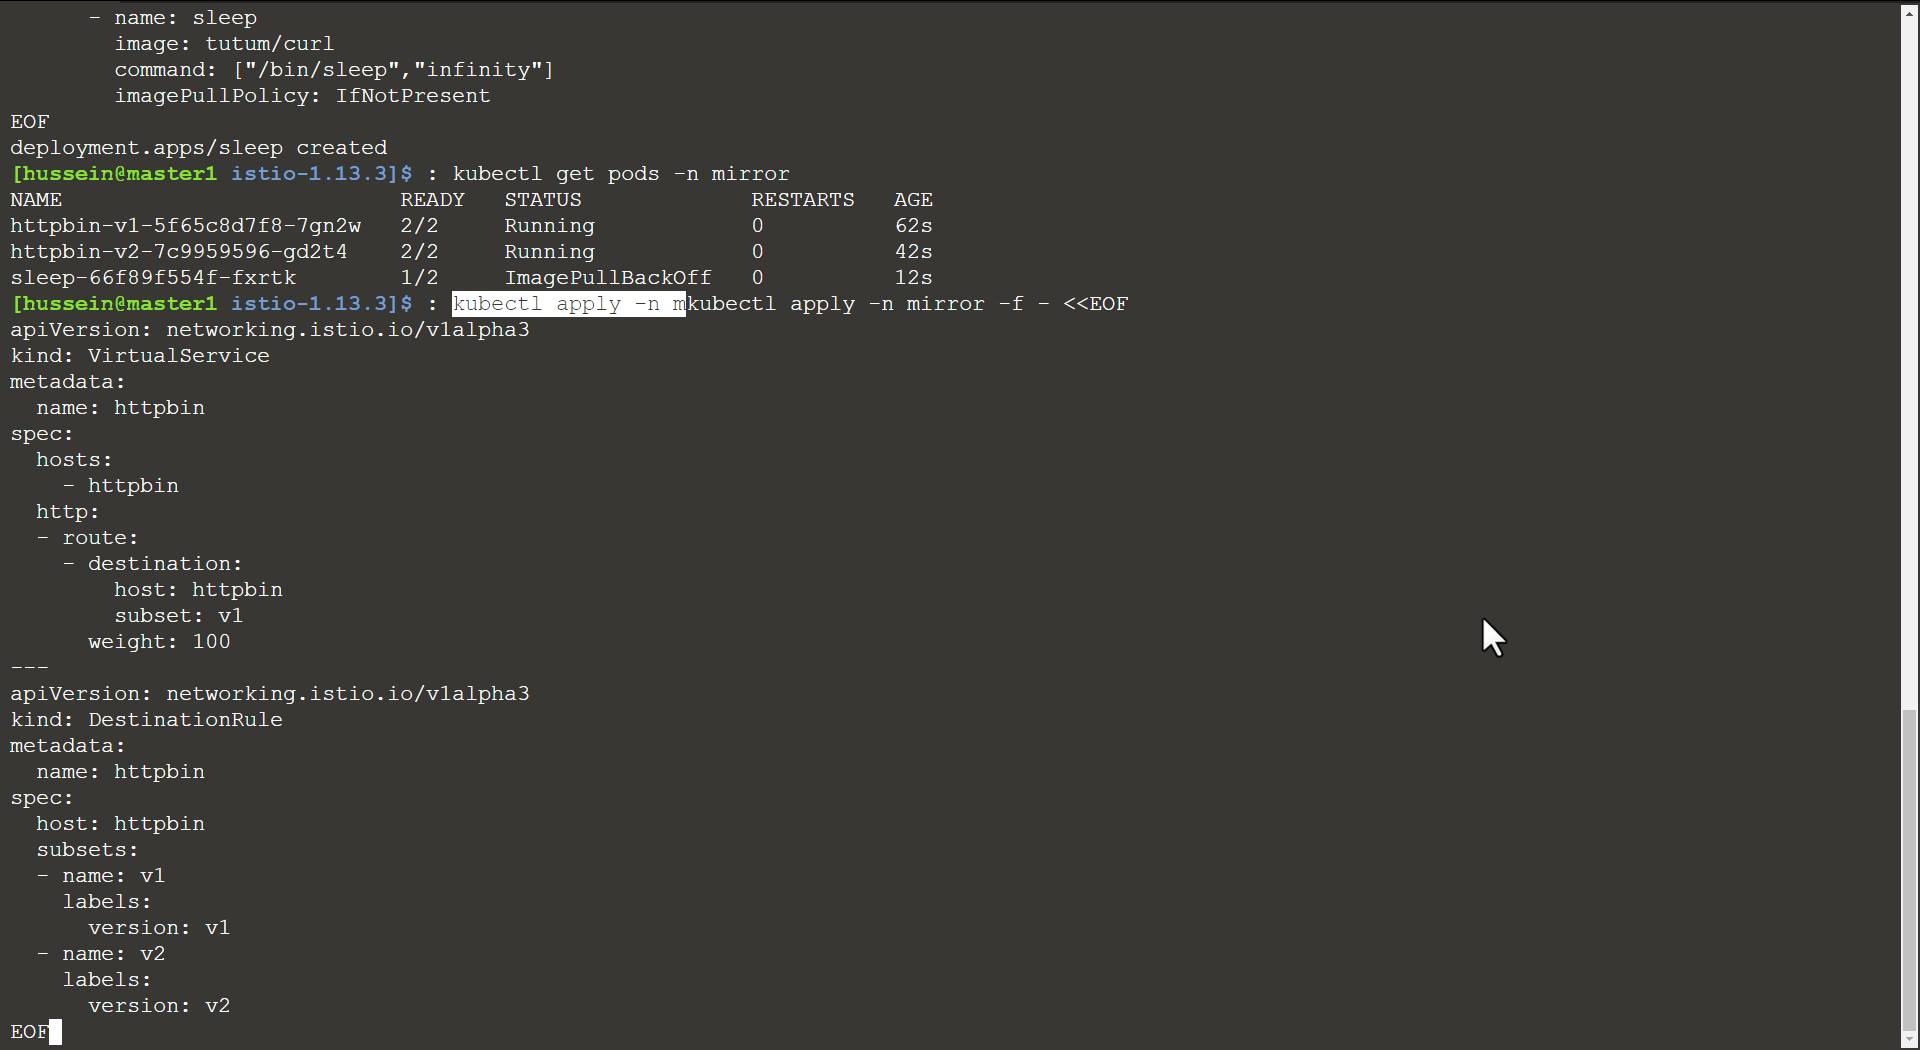 - name: sleep
        image: tutum/curl
        command: ["/bin/sleep","infinity"]
        imagePullPolicy: IfNotPresent
EOF
deployment.apps/sleep created
[hussein@master1 istio-1.13.3]$ : kubectl get pods -n mirror
NAME                          READY   STATUS             RESTARTS   AGE
httpbin-v1-5f65c8d7f8-7gn2w   2/2     Running            0          62s
httpbin-v2-7c9959596-gd2t4    2/2     Running            0          42s
sleep-66f89f554f-fxrtk        1/2     ImagePullBackOff   0          12s
[hussein@master1 istio-1.13.3]$ : kubectl apply -n mkubectl apply -n mirror -f - <<EOF
apiVersion: networking.istio.io/v1alpha3
kind: VirtualService
metadata:
  name: httpbin
spec:
  hosts:
    - httpbin
  http:
  - route:
    - destination:
        host: httpbin
        subset: v1
      weight: 100
---
apiVersion: networking.istio.io/v1alpha3
kind: DestinationRule
metadata:
  name: httpbin
spec:
  host: httpbin
  subsets:
  - name: v1
    labels:
      version: v1
  - name: v2
    labels:
      version: v2
EOF